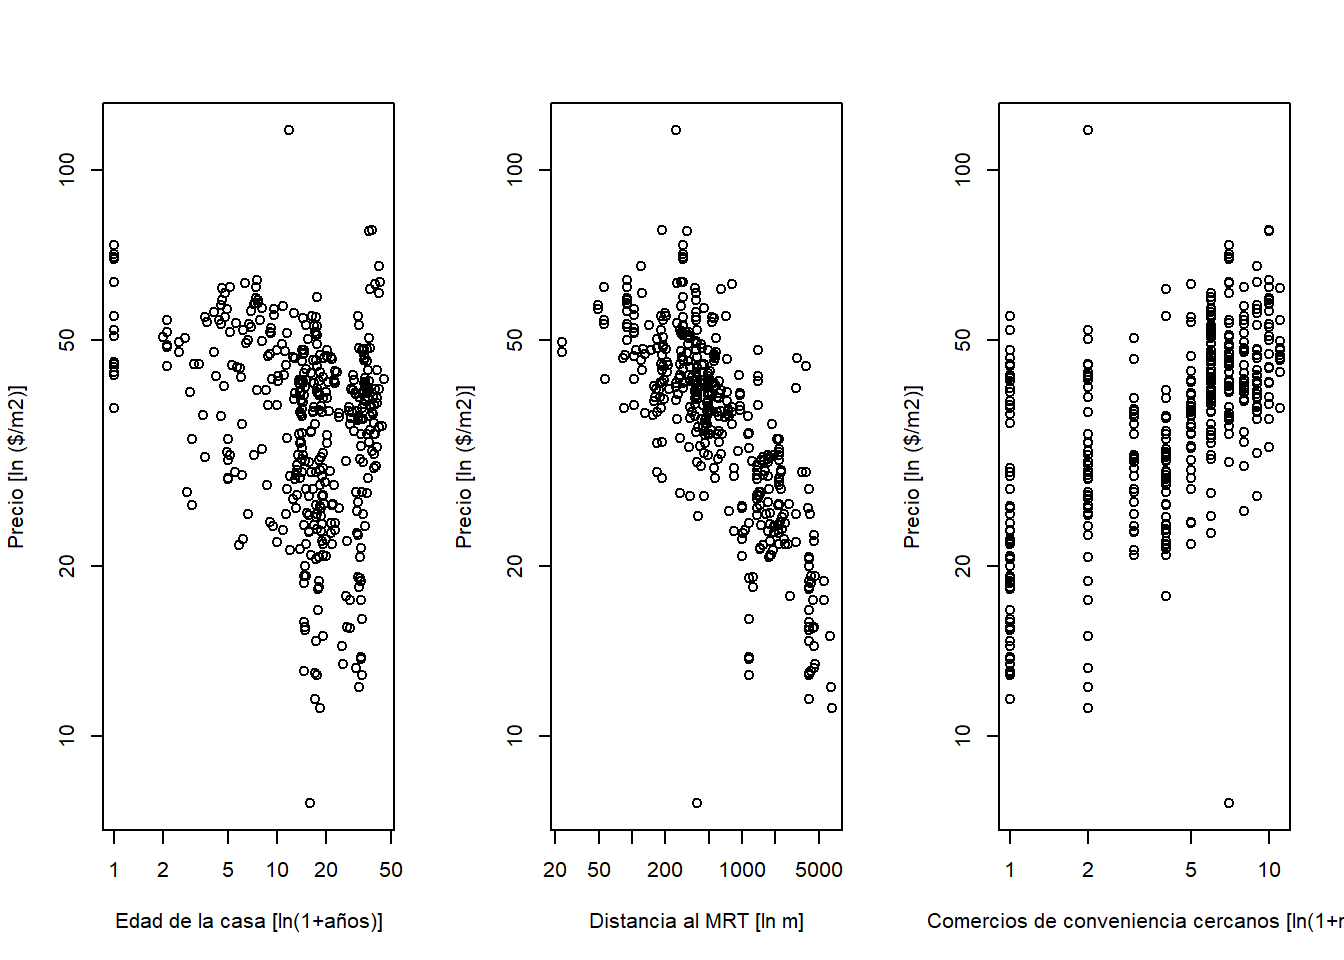 Precio [ln ($/m2)]
100
50
20
10
1 2 5 10 20 50
Edad de la casa [ln(1+años)]
Precio [ln ($/m2)]
100
50
20
10
20 50 200 1000 5000
Distancia al MRT [ln m]
Precio [ln ($/m2)]
100
50
20
10
1 2 5 10
Comercios de conveniencia cercanos [ln(1+